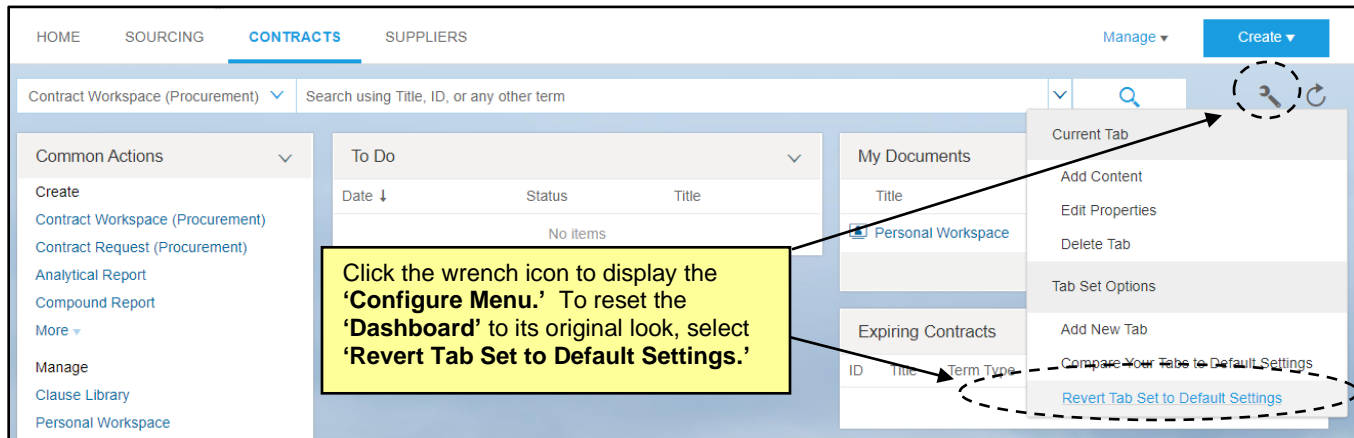 HOME SOURCING CONTRACTS SUPPLIERS Manage ▾ Create ▾
Contract Workspace (Procurement) Search using Title, ID, or any other term
Common Actions
Create
Contract Workspace (Procurement)
Contract Request (Procurement)
Analytical Report
Compound Report
More ▾
Manage
Clause Library
Personal Workspace
To Do
Date ↓ Status Title
No items
Click the wrench icon to display the
‘Configure Menu.’ To reset the
‘Dashboard’ to its original look, select
‘Revert Tab Set to Default Settings.’
My Documents
Title
Personal Workspace
Expiring Contracts
ID Title Term Type
Current Tab
Add Content
Edit Properties
Delete Tab
Tab Set Options
Add New Tab
Compare Your Tabs to Default Settings
Revert Tab Set to Default Settings